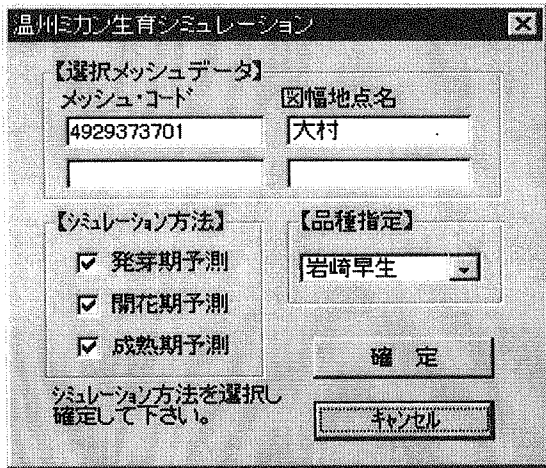 温州ミカン生育シミュレーション
【選択メッシュデータ】
メッシュ・コード 図幅地点名
4929373701 大村
【シミュレーション方法】 【品種指定】
発芽期予測 岩崎早生
開花期予測
成熟期予測 確 定
シミュレーション方法を選択し
確定して下さい。 キャンセル